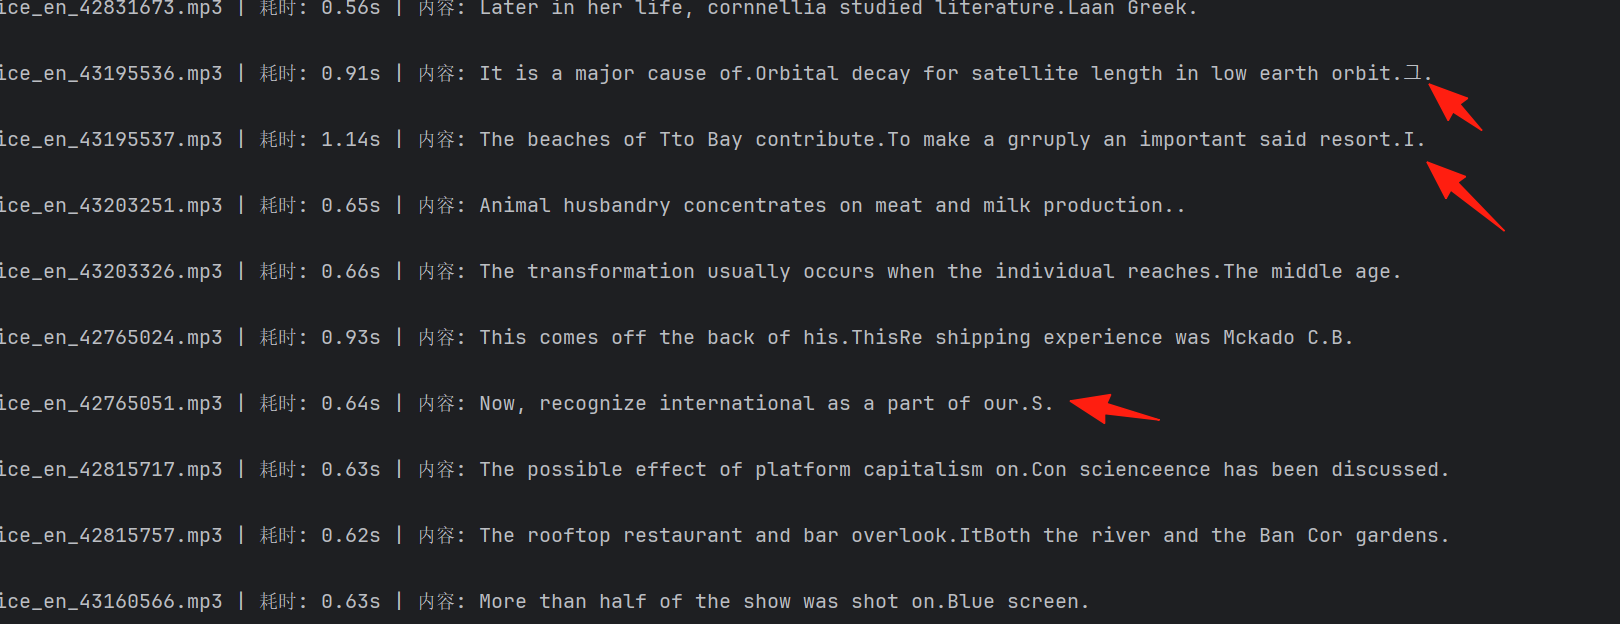 ice_en_42831673.mp3 | 耗时: 0.56s | 内容: Later in her life, cornnellia studied literature.Laan Greek.
ice_en_43195536.mp3 | 耗时: 0.91s | 内容: It is a major cause of.Orbital decay for satellite length in low earth orbit.그.
ice_en_43195537.mp3 | 耗时: 1.14s | 内容: The beaches of Tto Bay contribute.To make a grruply an important said resort.I.
ice_en_43203251.mp3 | 耗时: 0.65s | 内容: Animal husbandry concentrates on meat and milk production..
ice_en_43203326.mp3 | 耗时: 0.66s | 内容: The transformation usually occurs when the individual reaches.The middle age.
ice_en_42765024.mp3 | 耗时: 0.93s | 内容: This comes off the back of his.ThisRe shipping experience was Mckado C.B.
ice_en_42765051.mp3 | 耗时: 0.64s | 内容: Now, recognize international as a part of our.S.
ice_en_42815717.mp3 | 耗时: 0.63s | 内容: The possible effect of platform capitalism on.Con scienceence has been discussed.
ice_en_42815757.mp3 | 耗时: 0.62s | 内容: The rooftop restaurant and bar overlook.ItBoth the river and the Ban Cor gardens.
ice_en_43160566.mp3 | 耗时: 0.63s | 内容: More than half of the show was shot on.Blue screen.